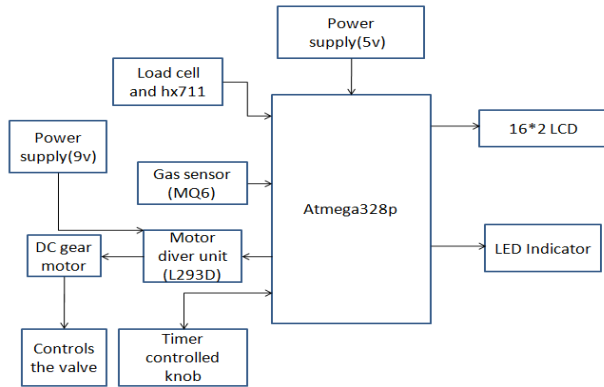 Power
supply(5v)
Load cell
and hx711
Power
supply(9v)
16*2 LCD
Gas sensor
(MQ6)
Atmega328p
DC gear
motor
Motor
diver unit
(L293D)
LED Indicator
Controls
the valve
Timer
controlled
knob